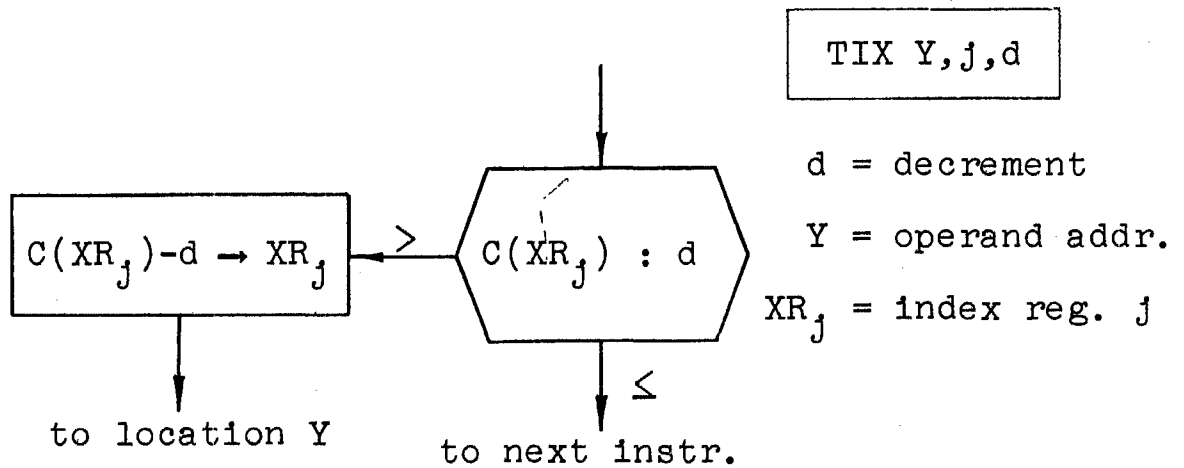 TIX Y,j,d
d = decrement
Y = operand addr.
XRj = index reg. j
C(XRj) : d
>
C(XRj)-d → XRj
≤
to location Y
to next instr.